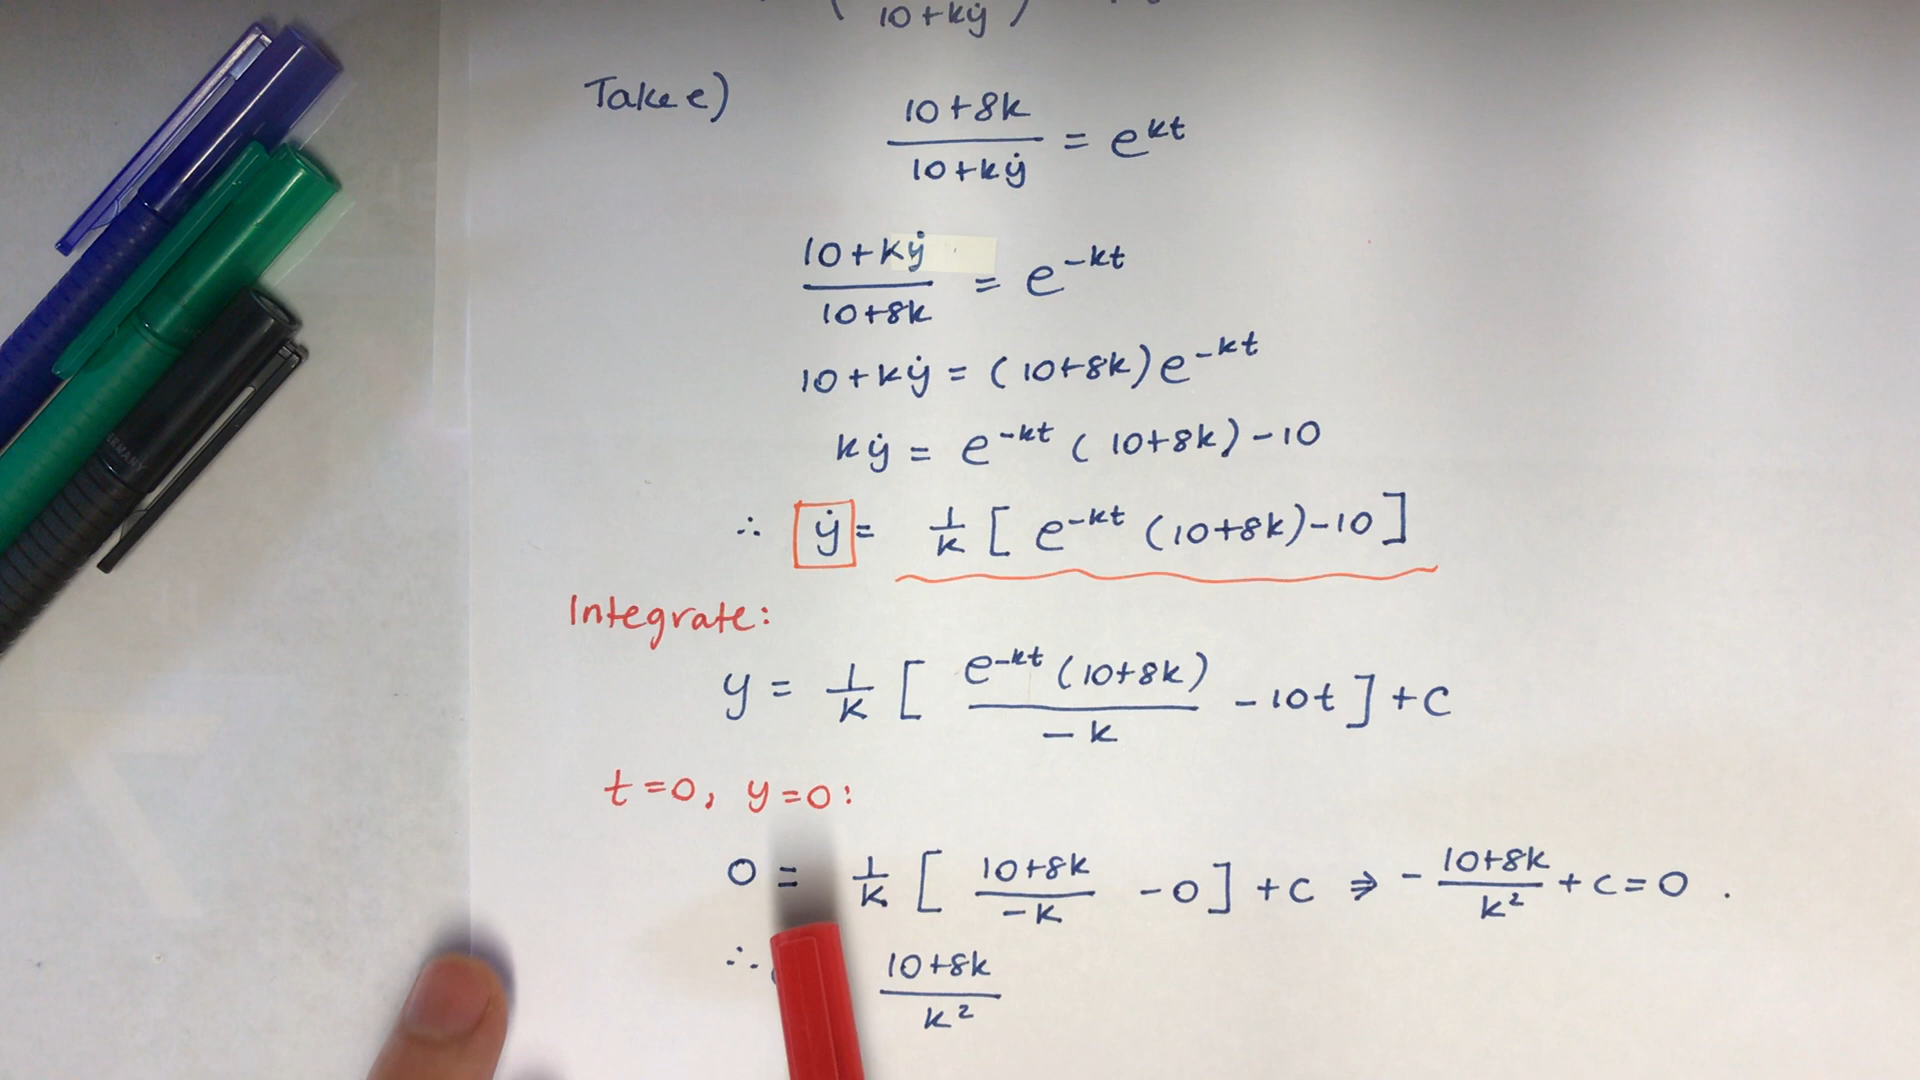 10+kẏ )
Take e) (10+8k)/(10+kẏ) = e^{kt}
(10+kẏ)/(10+8k) = e^{-kt}
10+kẏ = (10+8k)e^{-kt}
kẏ = e^{-kt} (10+8k)-10
∴ ẏ = 1/k [ e^{-kt} (10+8k)-10 ]
Integrate:
y = 1/k [ e^{-kt} (10+8k)/-k - 10t ] + C
t=0, y=0:
0 = 1/k [ (10+8k)/-k - 0 ] + C ⇒ - (10+8k)/k² + C = 0 .
∴ (10+8k)/k²
GERMANY